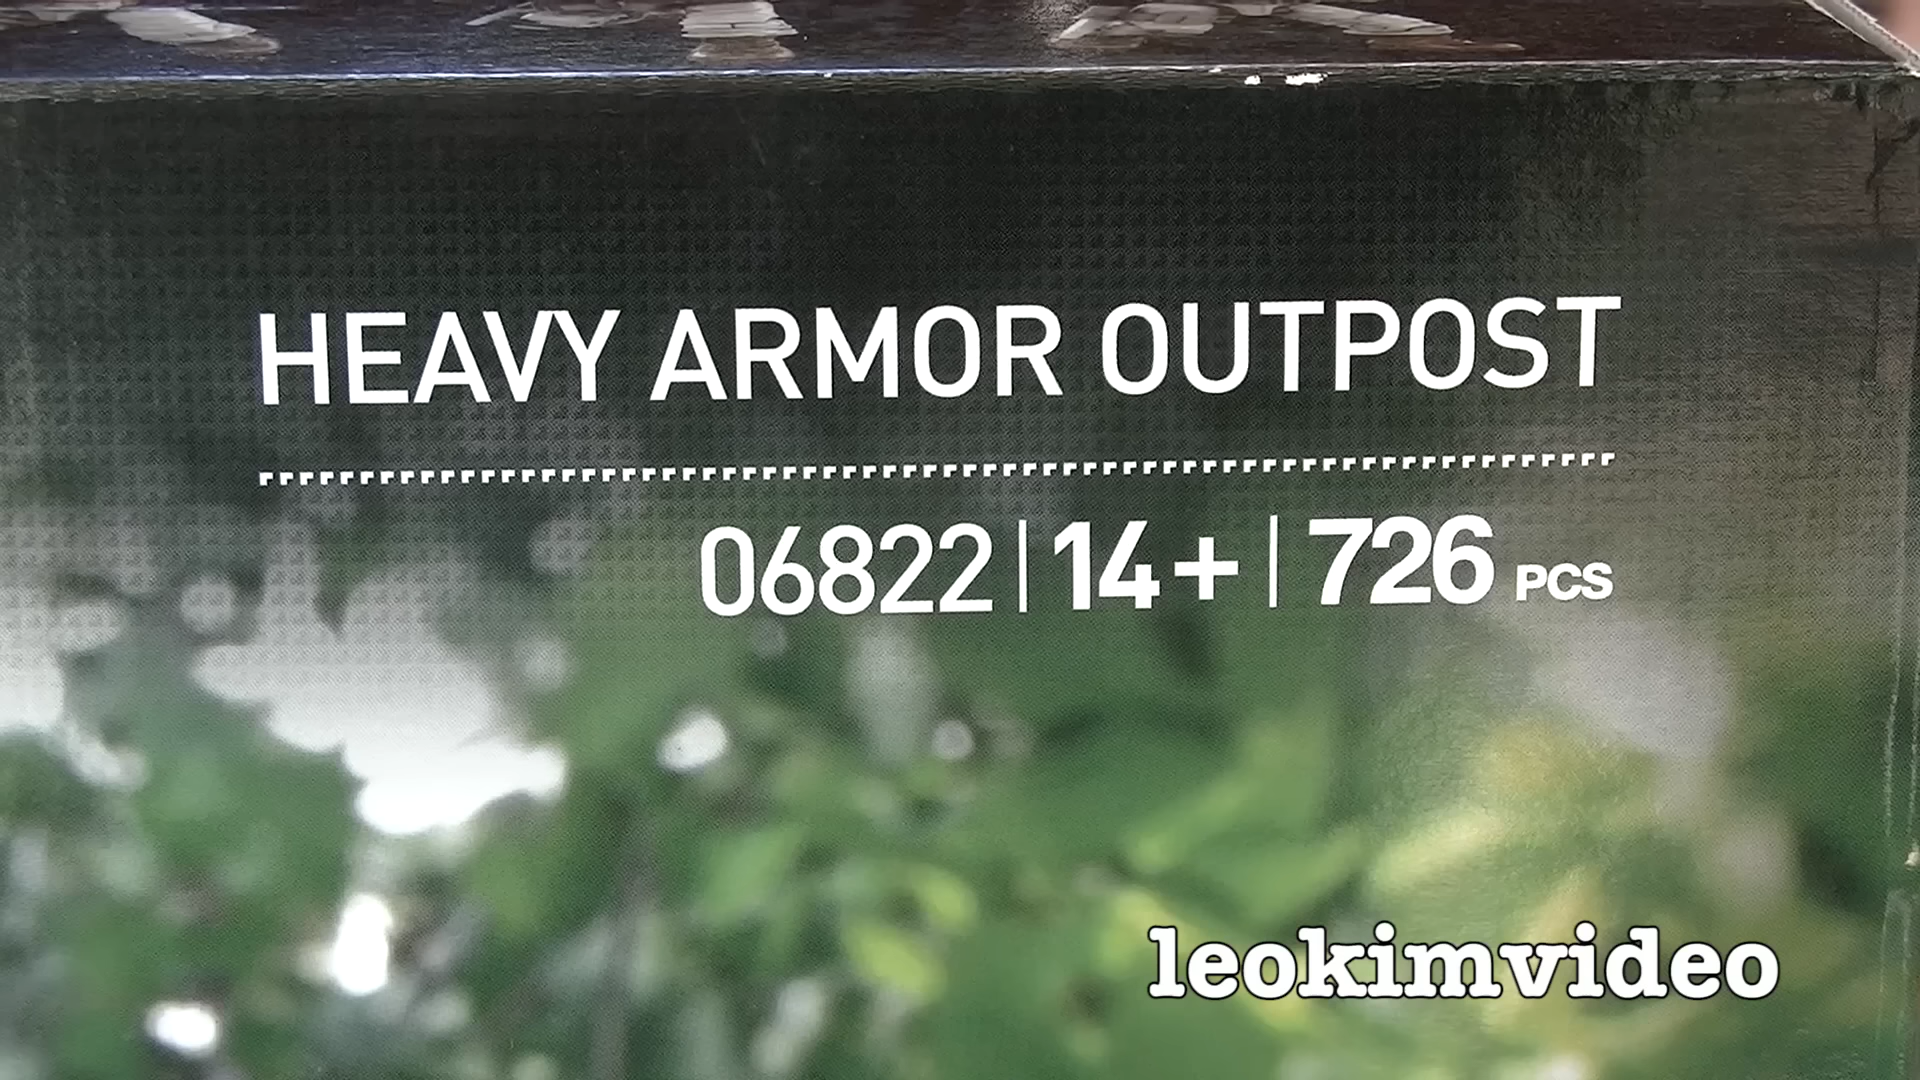 HEAVY ARMOR OUTPOST
06822 | 14+ | 726 PCS
leokimvideo